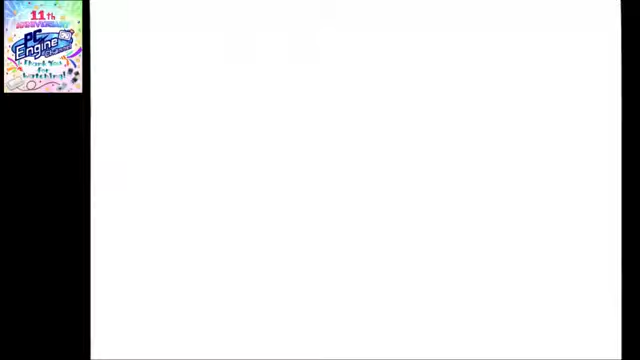 11th
ANNIVERSARY
PC
Engine
Thank You
for
Watching!